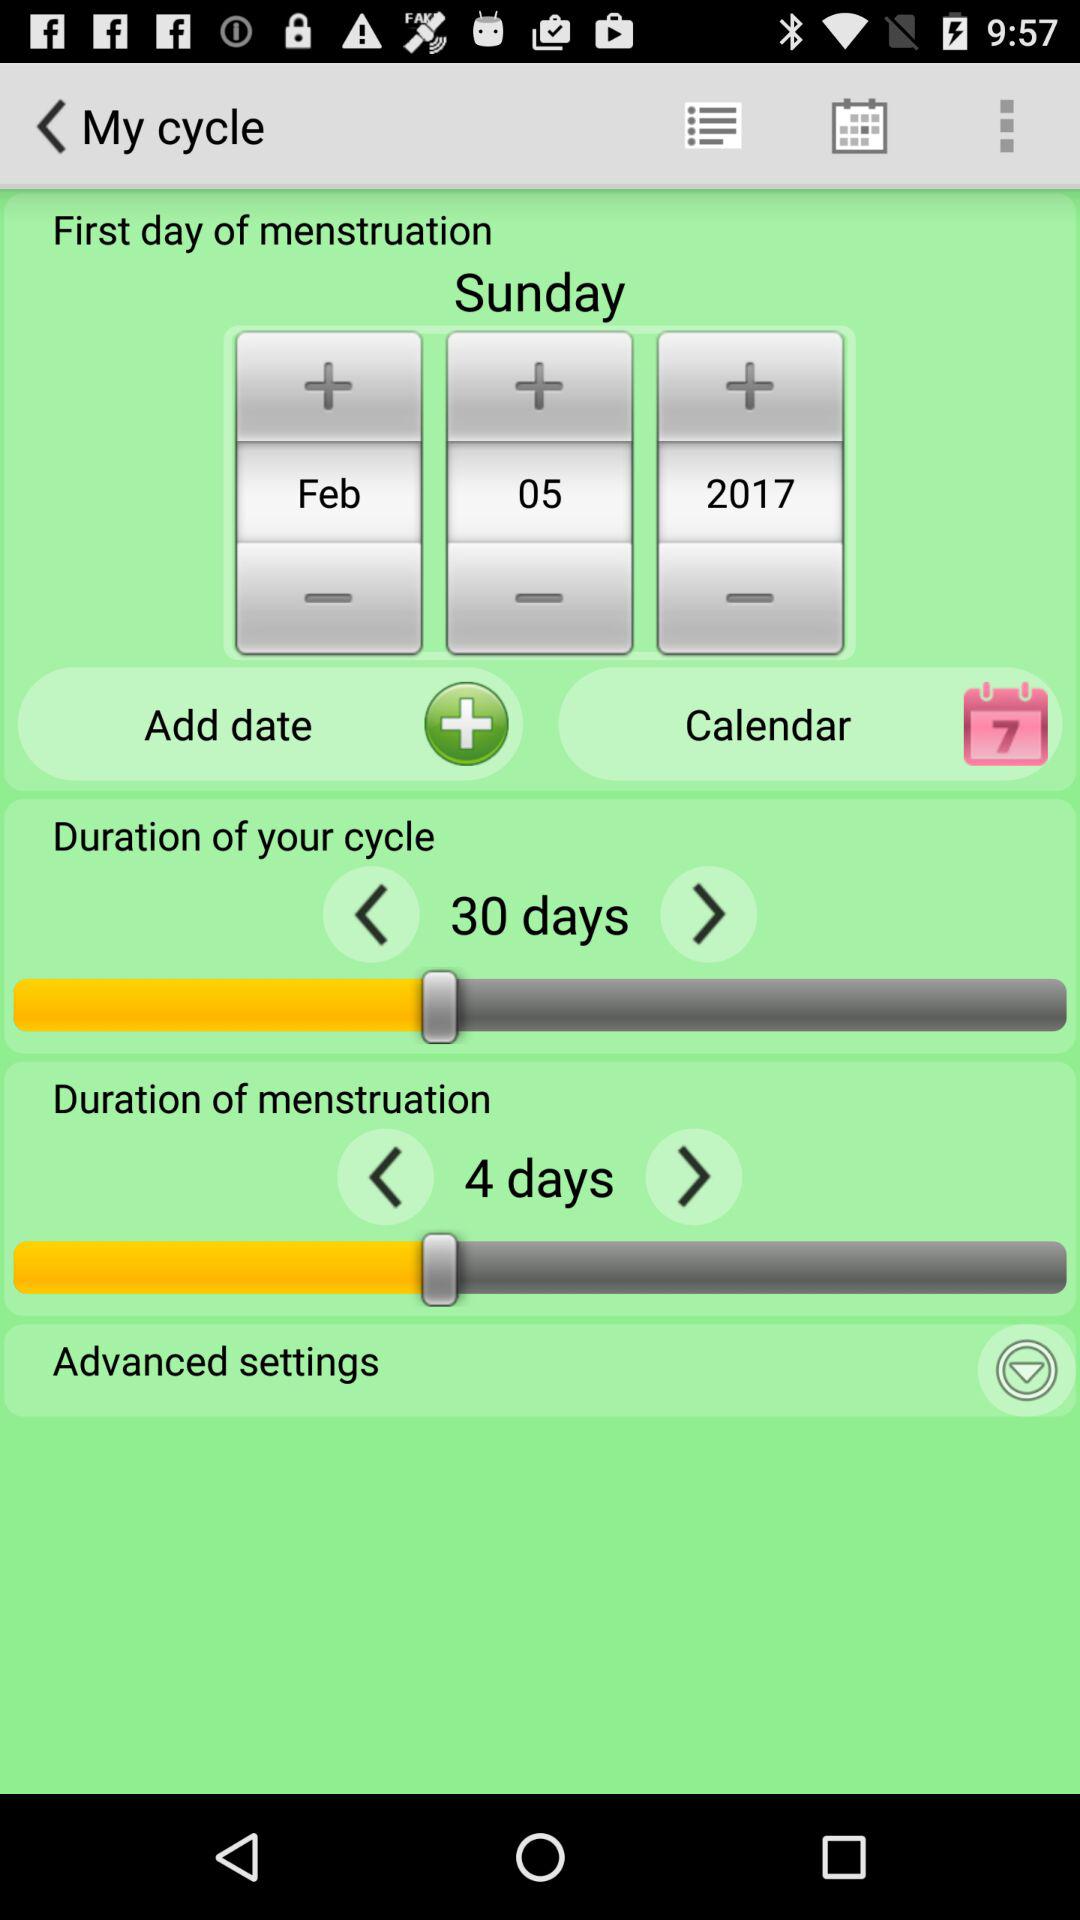 FAKE
9:57
My cycle
First day of menstruation
Sunday
Feb 05 2017
Add date
Calendar
7
Duration of your cycle
30 days
Duration of menstruation
4 days
Advanced settings